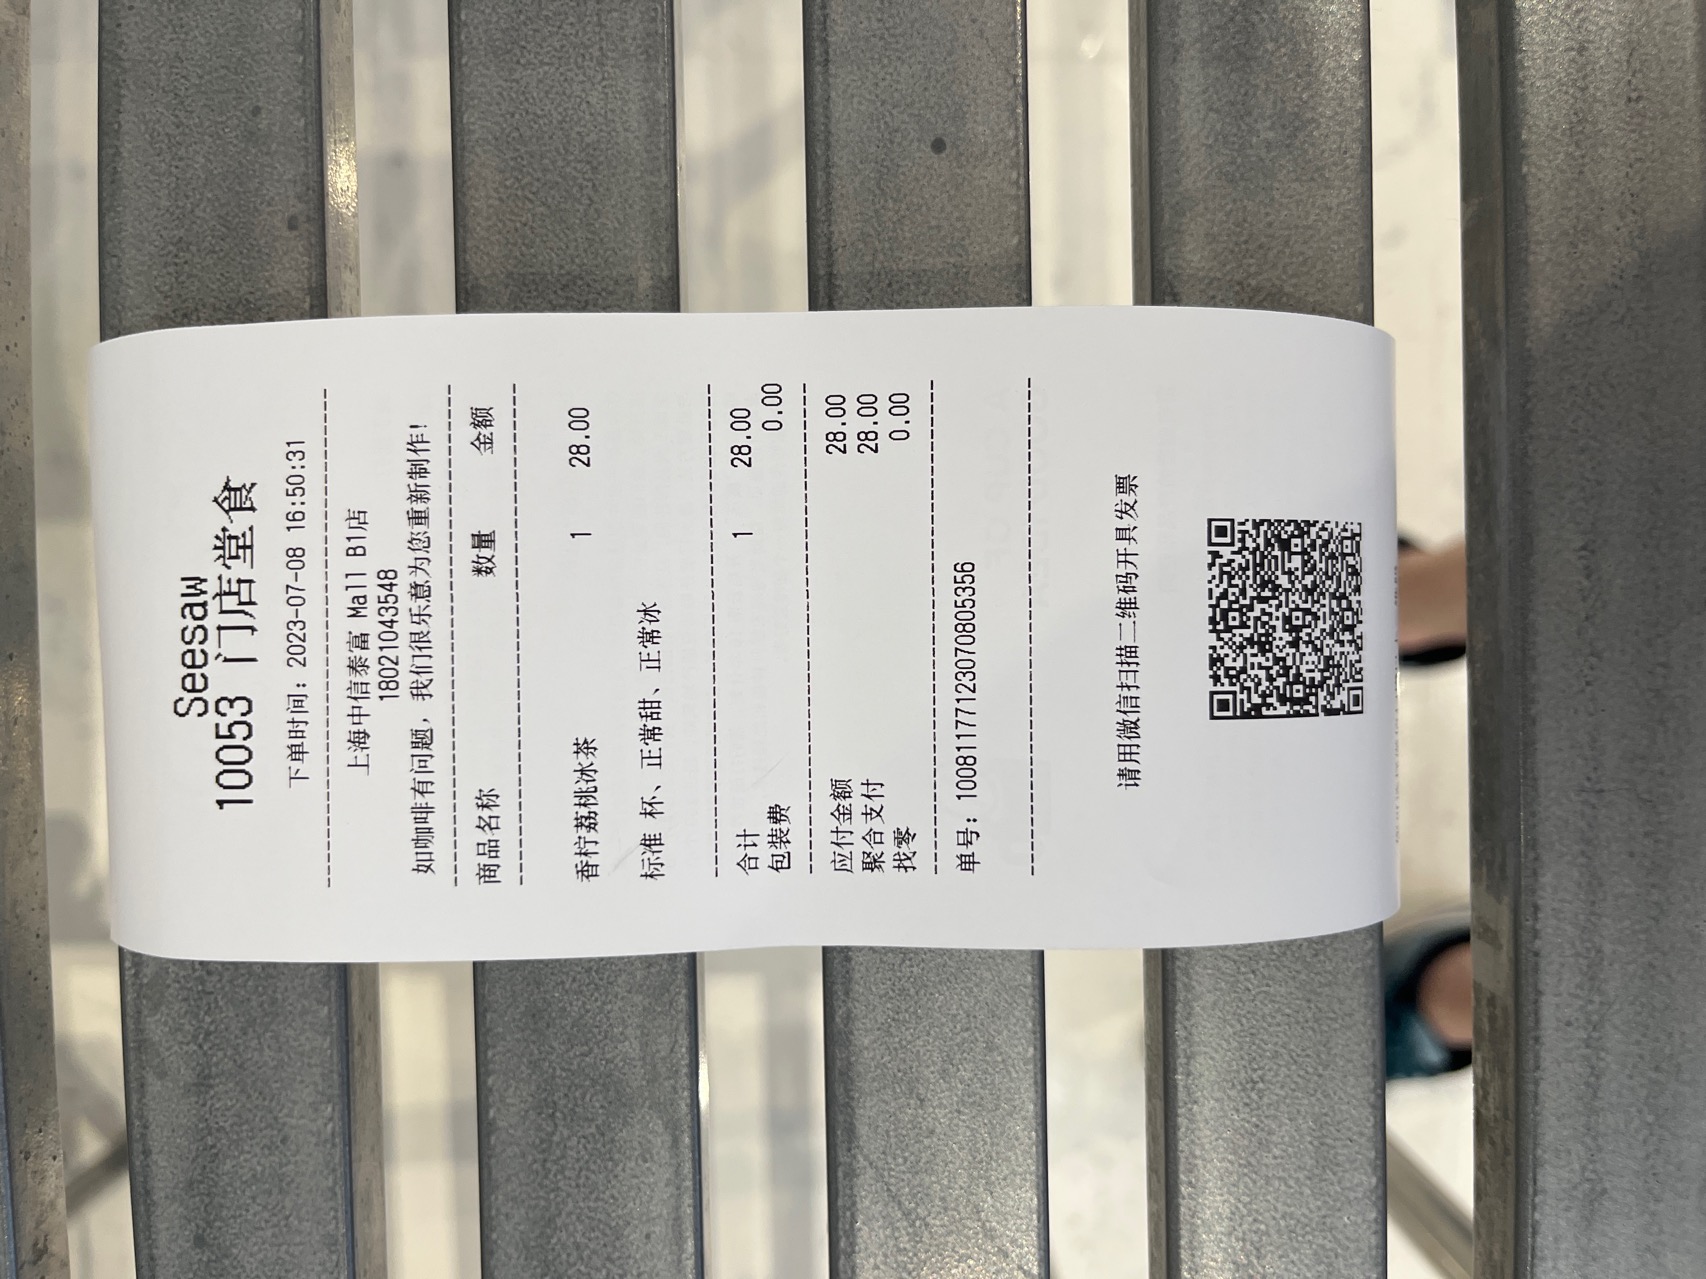 Seesaw
10053 门店堂食
下单时间: 2023-07-08 16:50:31
上海中信泰富 Mall B1店
18021043548
如咖啡有问题, 我们很乐意为您重新制作!
商品名称 数量 金额
香柠荔桃冰茶 1 28.00
标准 杯、正常甜、正常冰
合计 1 28.00
包装费 0.00
应付金额 28.00
聚合支付 28.00
找零 0.00
单号: 1008117712307080​5356
请用微信扫描二维码开具发票